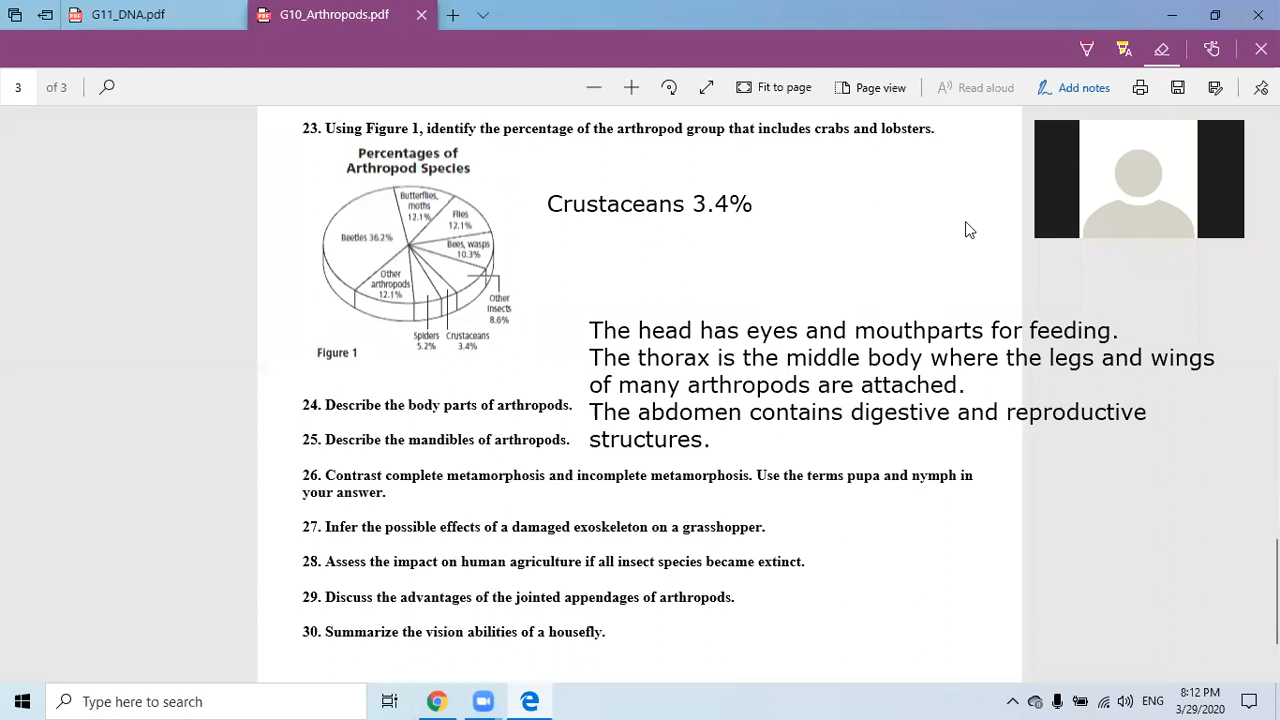 G11_DNA.pdf
G10_Arthropods.pdf
3 of 3
Fit to page
Page view
Read aloud
Add notes
23. Using Figure 1, identify the percentage of the arthropod group that includes crabs and lobsters.
Percentages of
Arthropod Species
Butterflies,
moths
12.1%
Flies
12.1%
Beetles 36.2%
Bees, wasps
10.3%
Other
arthropods
12.1%
Other
insects
8.6%
Spiders
5.2%
Crustaceans
3.4%
Figure 1
Crustaceans 3.4%
The head has eyes and mouthparts for feeding.
The thorax is the middle body where the legs and wings
of many arthropods are attached.
The abdomen contains digestive and reproductive
structures.
24. Describe the body parts of arthropods.
25. Describe the mandibles of arthropods.
26. Contrast complete metamorphosis and incomplete metamorphosis. Use the terms pupa and nymph in
your answer.
27. Infer the possible effects of a damaged exoskeleton on a grasshopper.
28. Assess the impact on human agriculture if all insect species became extinct.
29. Discuss the advantages of the jointed appendages of arthropods.
30. Summarize the vision abilities of a housefly.
Type here to search
ENG
8:12 PM
3/29/2020